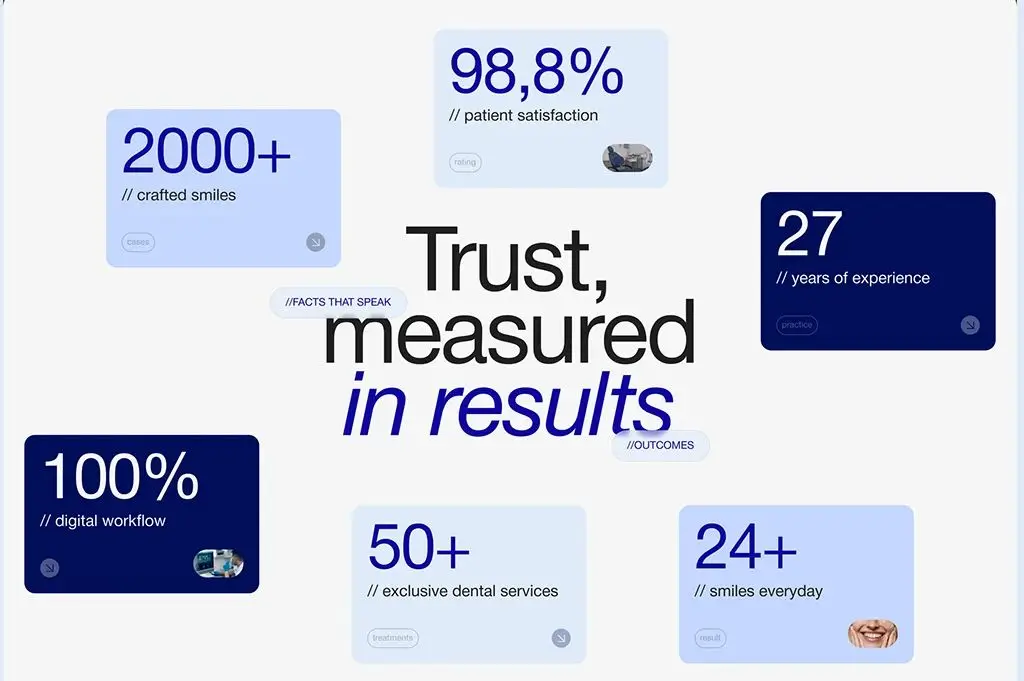 98,8%
// patient satisfaction
rating
2000+
// crafted smiles
cases
27
// years of experience
practice
Trust,
//FACTS THAT SPEAK
measured
in results
//OUTCOMES
100%
// digital workflow
50+
// exclusive dental services
treatments
24+
// smiles everyday
result